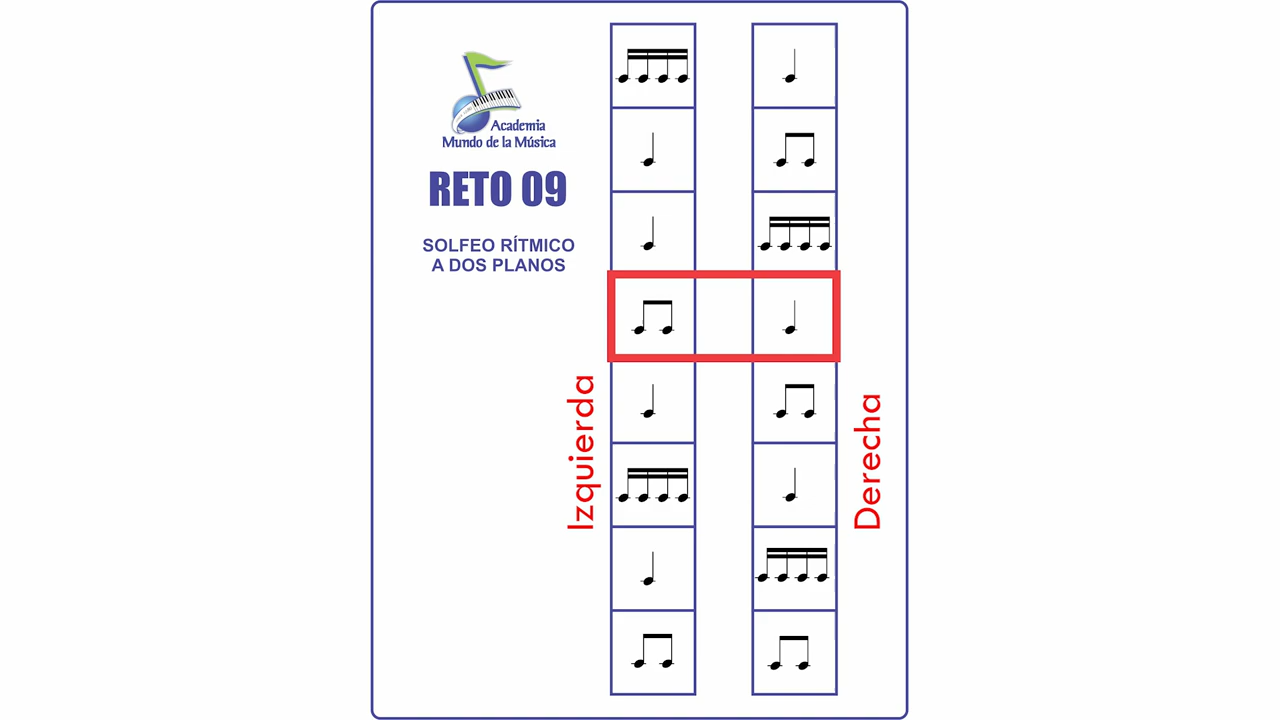 Academia
Mundo de la Música
RETO 09
SOLFEO RÍTMICO
A DOS PLANOS
Izquierda
Derecha